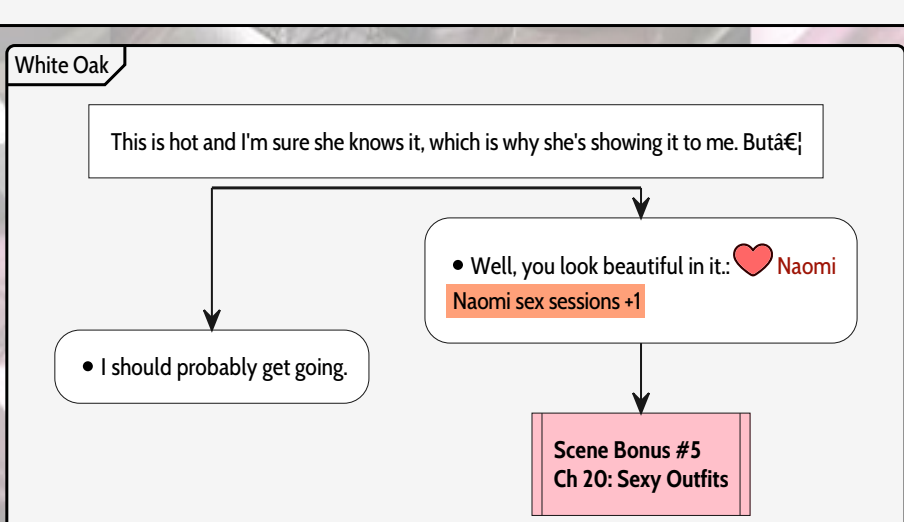 White Oak
This is hot and I'm sure she knows it, which is why she's showing it to me. Butâ€¦
• Well, you look beautiful in it.: Naomi
Naomi sex sessions +1
• I should probably get going.
Scene Bonus #5
Ch 20: Sexy Outfits